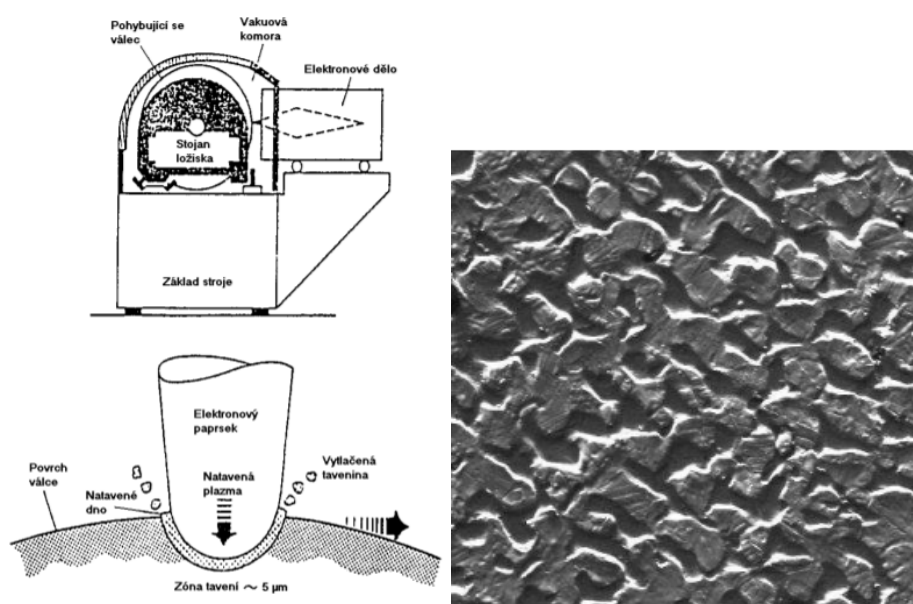 Pohybující se
válec
Vakuová
komora
Elektronové dělo
Stojan
ložiska
Základ stroje
Elektronový
paprsek
Povrch
válce
Natavené
dno
Natavená
plazma
Vytlačená
tavenina
Zóna tavení ~ 5 µm